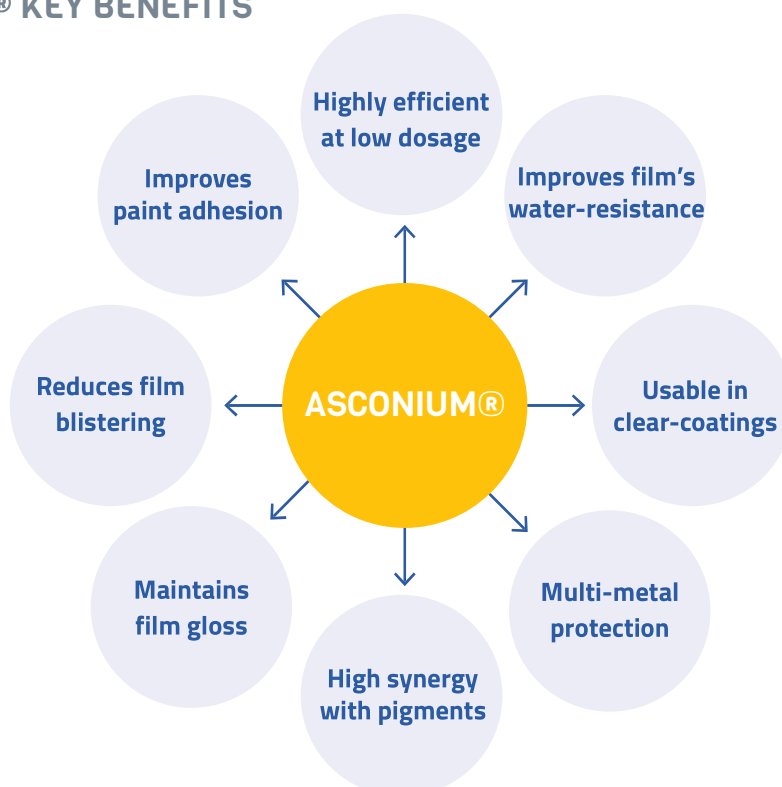 ® KEY BENEFITS
Highly efficient
at low dosage
Improves film's
water-resistance
Usable in
clear-coatings
Multi-metal
protection
High synergy
with pigments
Maintains
film gloss
Reduces film
blistering
Improves
paint adhesion
ASCONIUM®